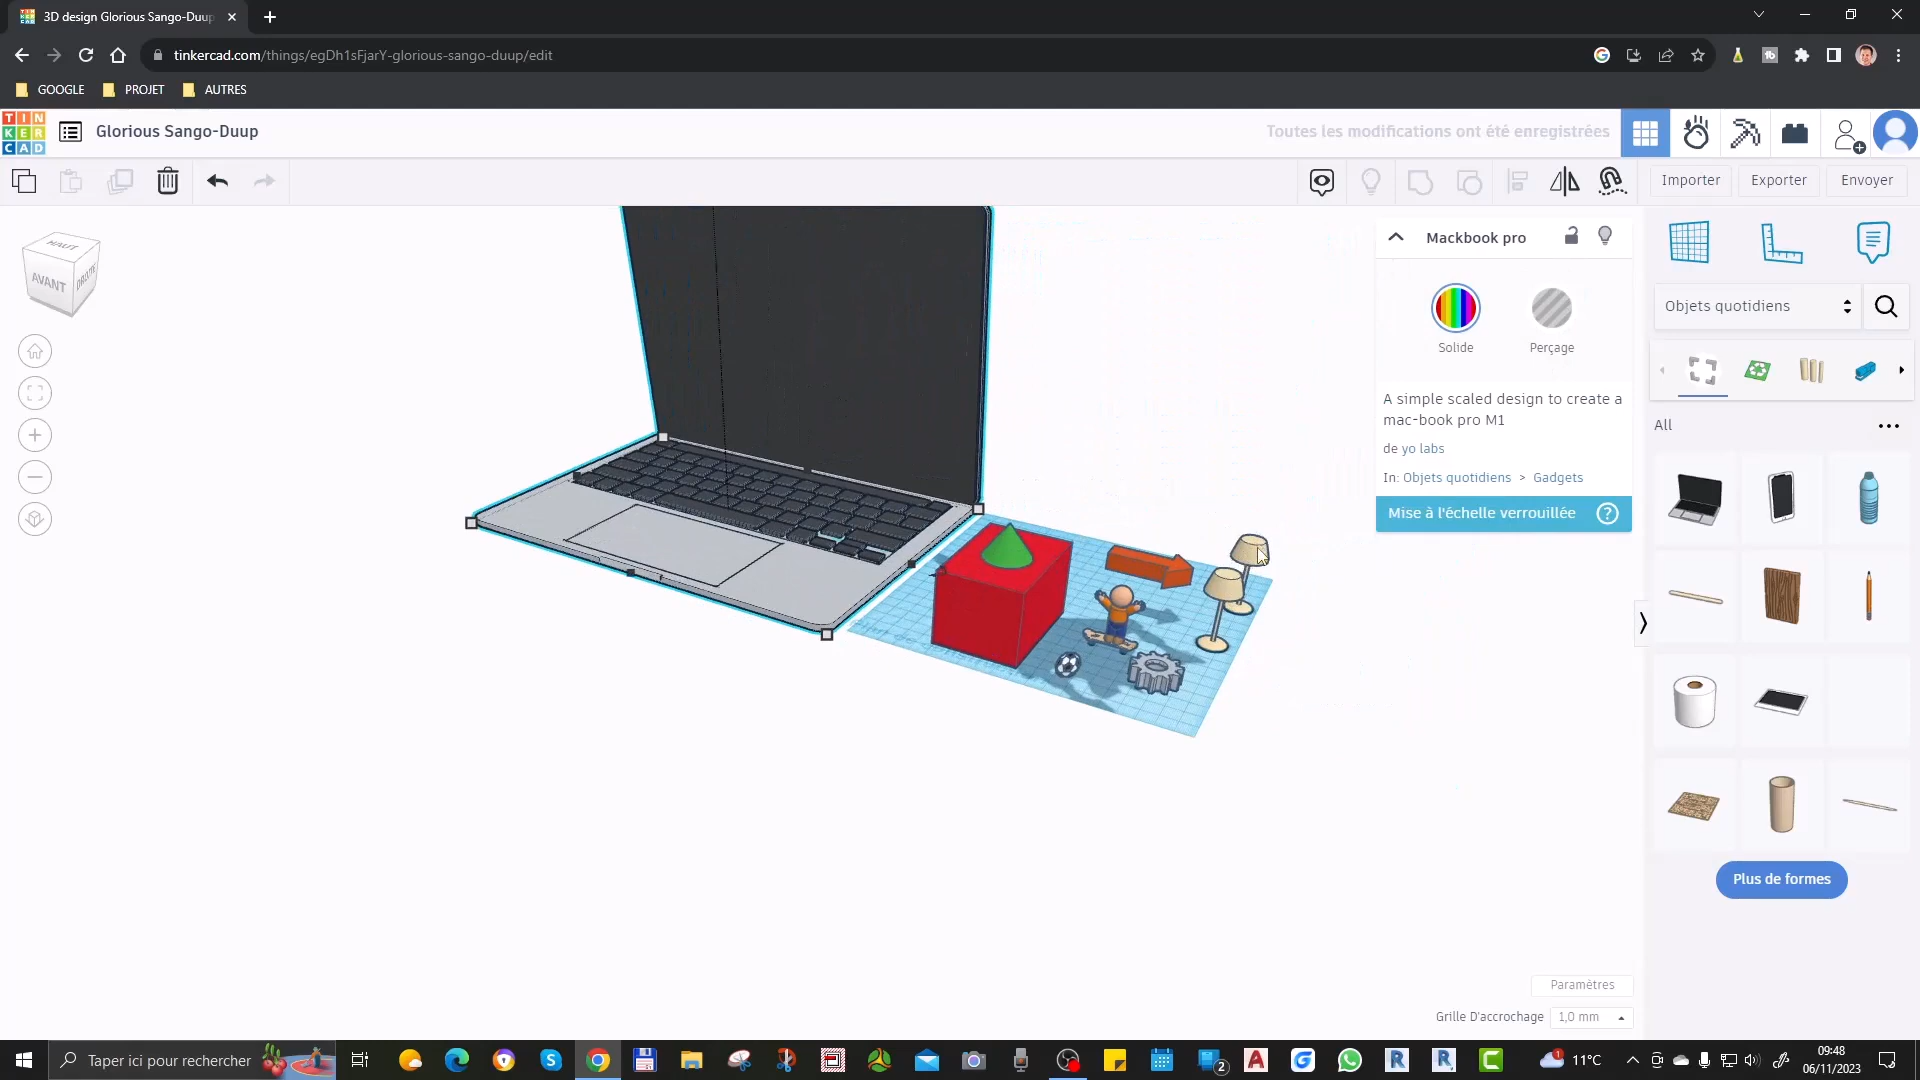 3D design Glorious Sango-Duup
tinkercad.com/things/egDh1sFjarY-glorious-sango-duup/edit
GOOGLE PROJET AUTRES
TIN
KER
CAD
Glorious Sango-Duup
Toutes les modifications ont été enregistrées
Importer Exporter Envoyer
HAUT
AVANT
DROITE
Mackbook pro
Solide Perçage
A simple scaled design to create a
mac-book pro M1
de yo labs
In: Objets quotidiens > Gadgets
Mise à l'échelle verrouillée ?
Objets quotidiens
All
Plus de formes
Paramètres
Grille D'accrochage 1,0 mm
Taper ici pour rechercher
2
1
11°C
09:48
06/11/2023